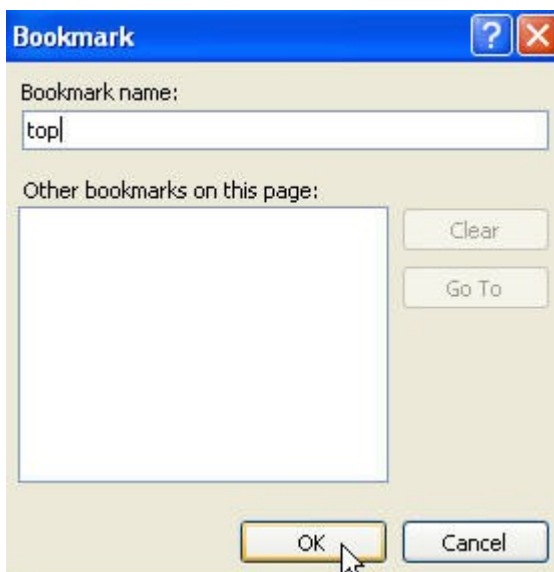 Bookmark
Bookmark name:
top
Other bookmarks on this page:
Clear
Go To
OK
Cancel